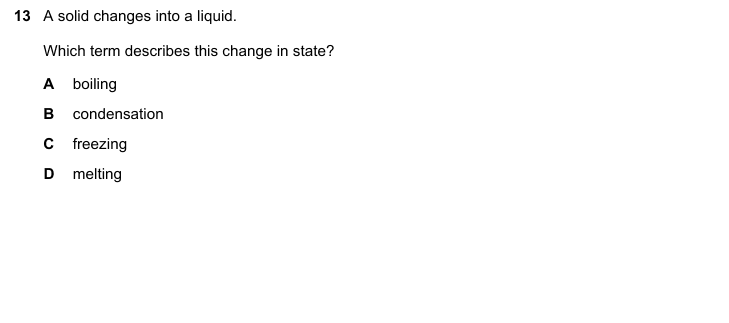 13 A solid changes into a liquid.
Which term describes this change in state?
A boiling
B condensation
C freezing
D melting